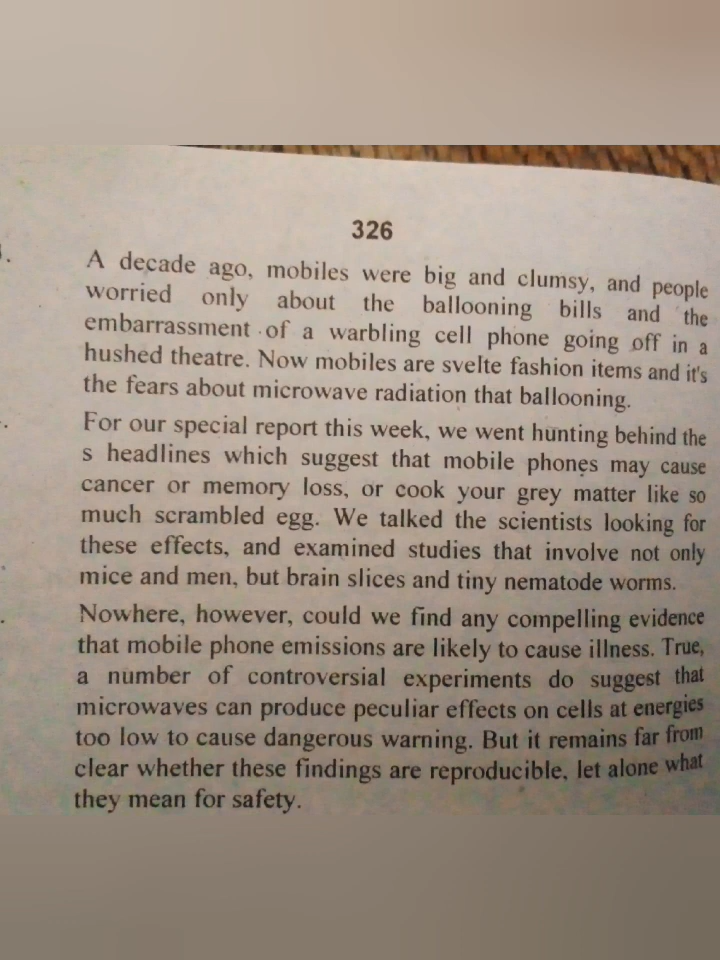 326
A decade ago, mobiles were big and clumsy, and people
worried only about the ballooning bills and the
embarrassment of a warbling cell phone going off in a
hushed theatre. Now mobiles are svelte fashion items and it's
the fears about microwave radiation that ballooning.
For our special report this week, we went hunting behind the
s headlines which suggest that mobile phones may cause
cancer or memory loss, or cook your grey matter like so
much scrambled egg. We talked the scientists looking for
these effects, and examined studies that involve not only
mice and men, but brain slices and tiny nematode worms.
Nowhere, however, could we find any compelling evidence
that mobile phone emissions are likely to cause illness. True,
a number of controversial experiments do suggest that
microwaves can produce peculiar effects on cells at energies
too low to cause dangerous warning. But it remains far from
clear whether these findings are reproducible, let alone what
they mean for safety.